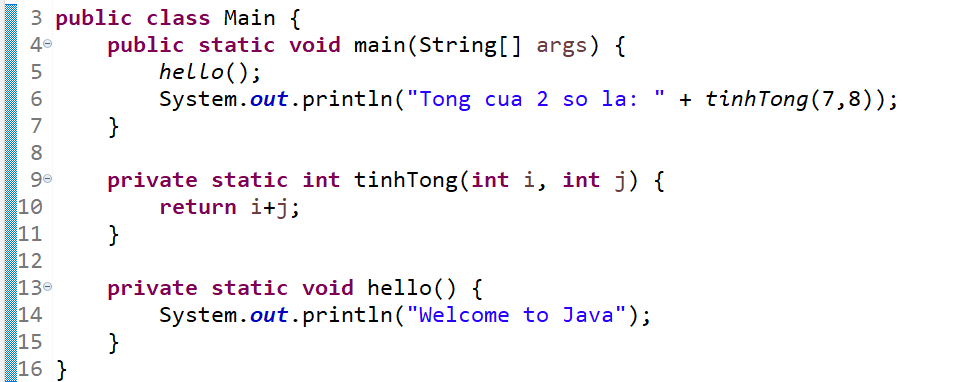 3 public class Main {
4 public static void main(String[] args) {
5 hello();
6 System.out.println("Tong cua 2 so la: " + tinhTong(7,8));
7 }
8
9 private static int tinhTong(int i, int j) {
10 return i+j;
11 }
12
13 private static void hello() {
14 System.out.println("Welcome to Java");
15 }
16 }